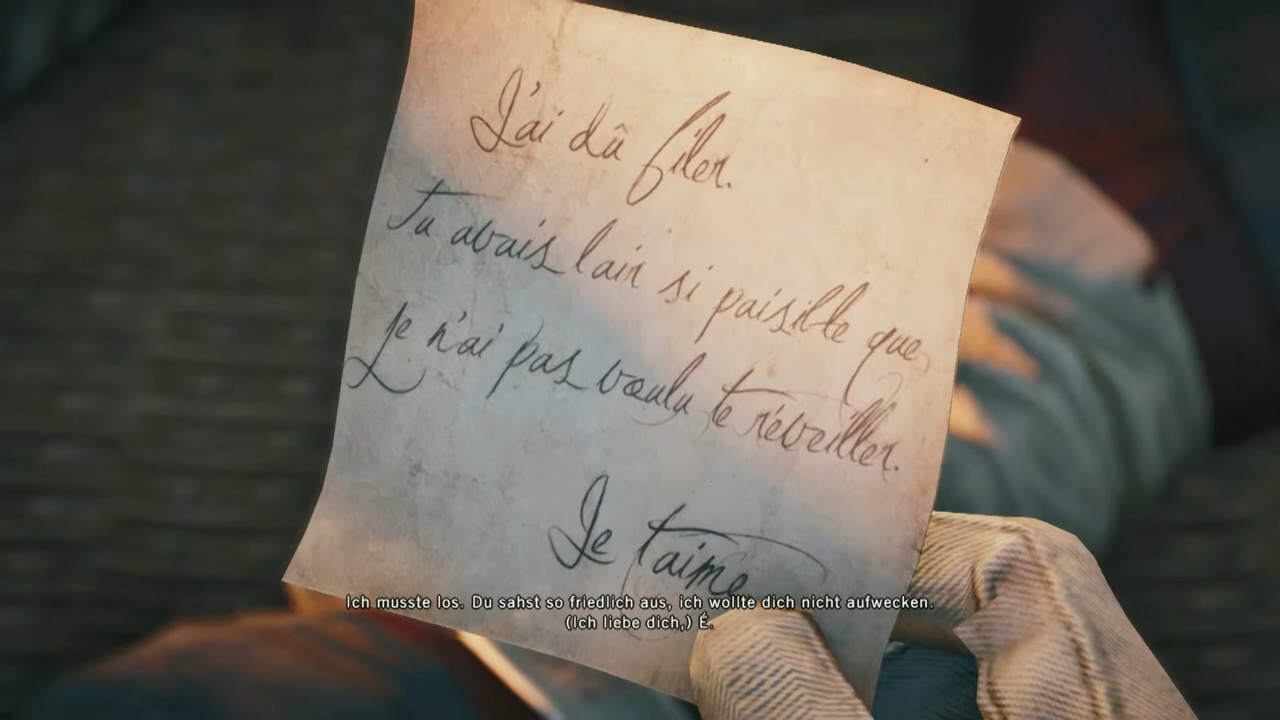 J'ai dû filer.
Tu avais l'air si paisible que
je n'ai pas voulu te réveiller.
Je t'aime
Ich musste los. Du sahst so friedlich aus, ich wollte dich nicht aufwecken.
(Ich liebe dich,) É.